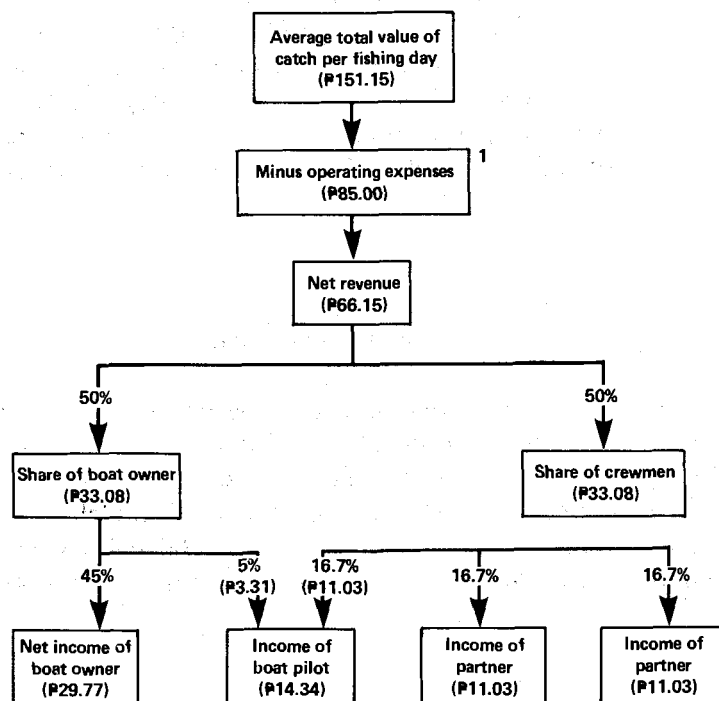 Average total value of
catch per fishing day
(₱151.15)
1
Minus operating expenses
(₱85.00)
Net revenue
(₱66.15)
50%
50%
Share of boat owner
(₱33.08)
Share of crewmen
(₱33.08)
45%
5%
(₱3.31)
16.7%
(₱11.03)
16.7%
16.7%
Net income of
boat owner
(₱29.77)
Income of
boat pilot
(₱14.34)
Income of
partner
(₱11.03)
Income of
partner
(₱11.03)